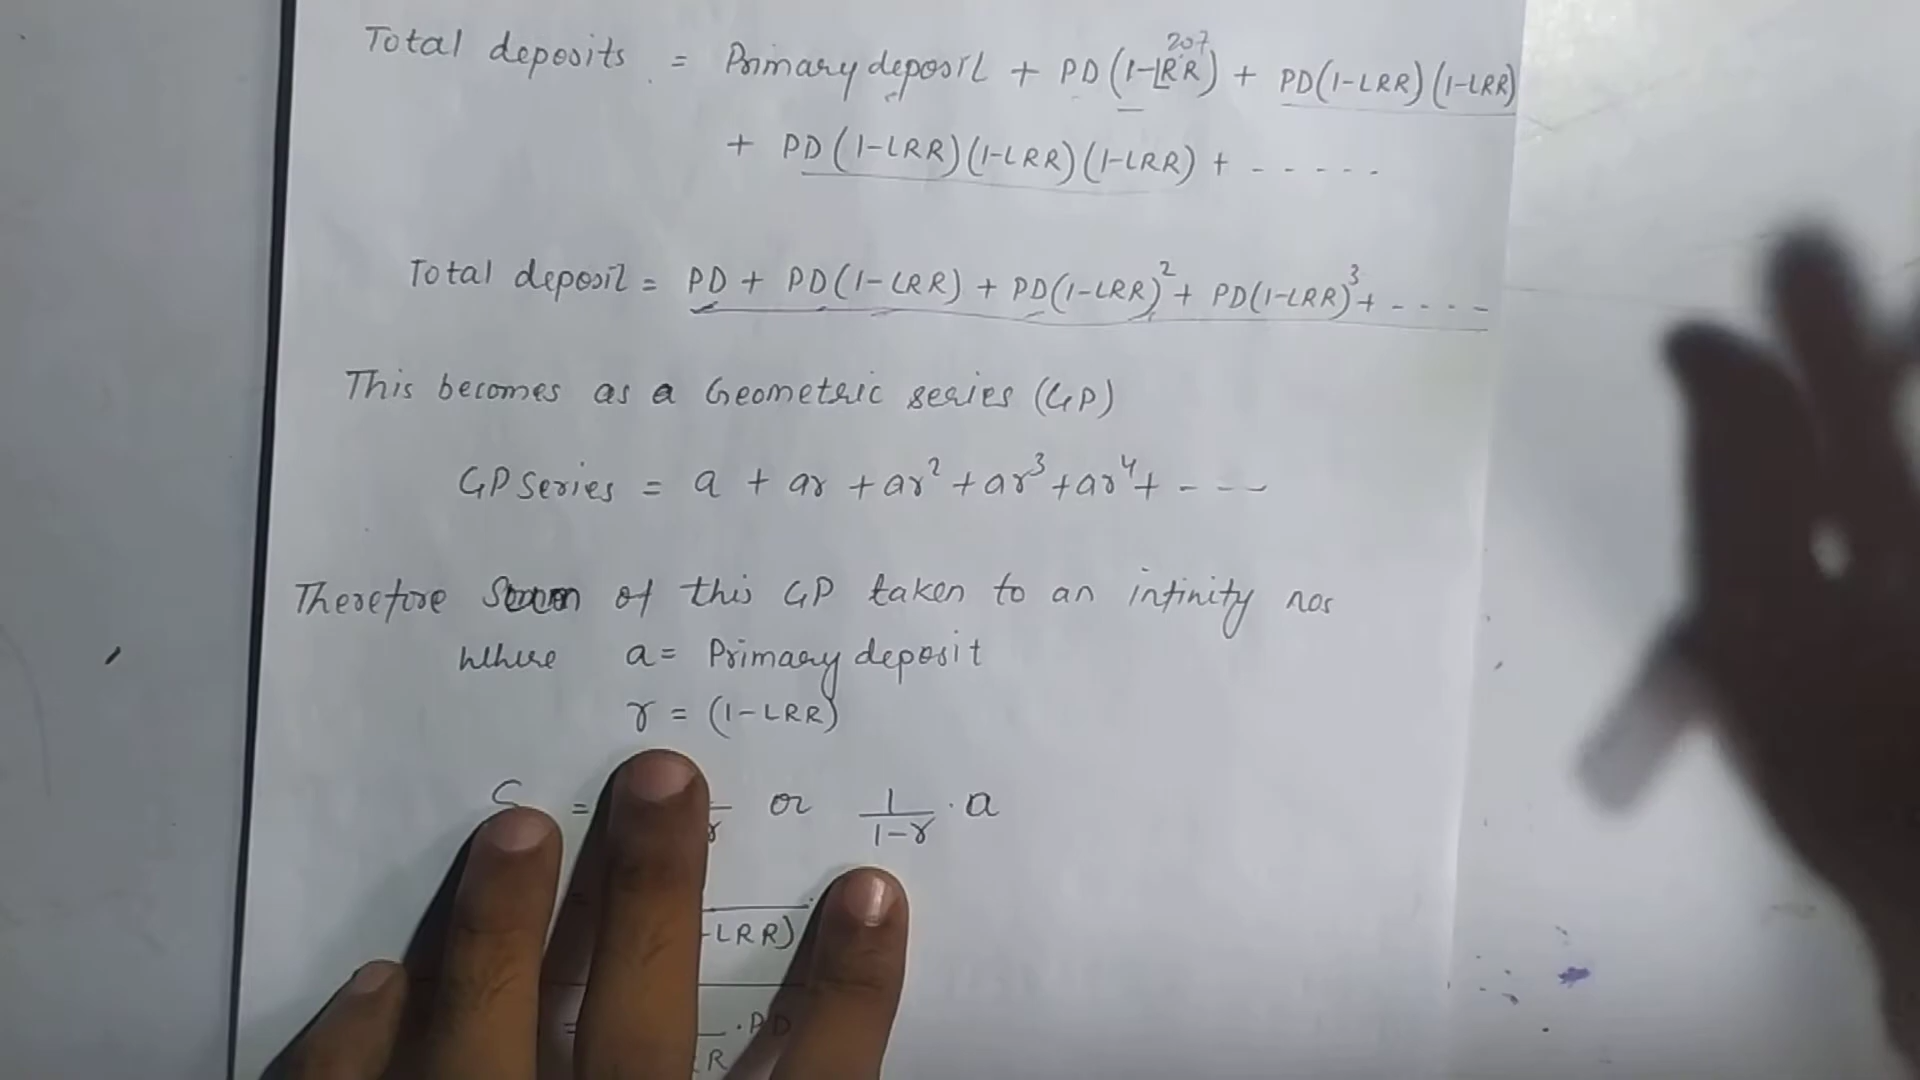 207
Total deposits = Primary deposit + PD(1-LRR) + PD(1-LRR)(1-LRR)
+ PD(1-LRR)(1-LRR)(1-LRR) + -----
Total deposit = PD + PD(1-LRR) + PD(1-LRR)² + PD(1-LRR)³ + ----
This becomes as a Geometric series (GP)
GP Series = a + ar + ar² + ar³ + ar⁴ + ---
Therefore Sum of this GP taken to an infinity nos
where a = Primary deposit
r = (1-LRR)
S = r or 1/1-r . a
= -LRR)
= . PD
R